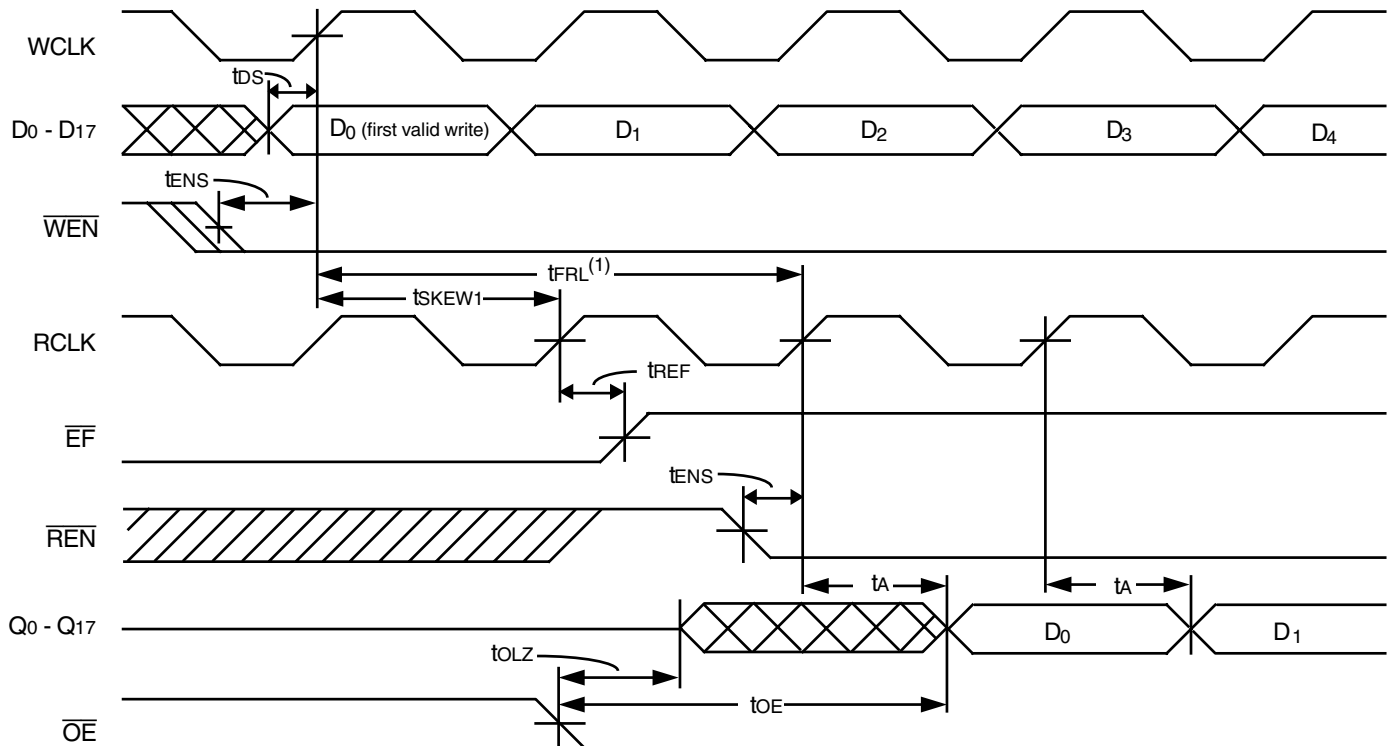 WCLK
tDS
D0 - D17
D0 (first valid write)
D1
D2
D3
D4
tENS
WEN
tFRL(1)
tSKEW1
RCLK
tREF
EF
tENS
REN
tA
tA
Q0 - Q17
D0
D1
tOLZ
tOE
OE